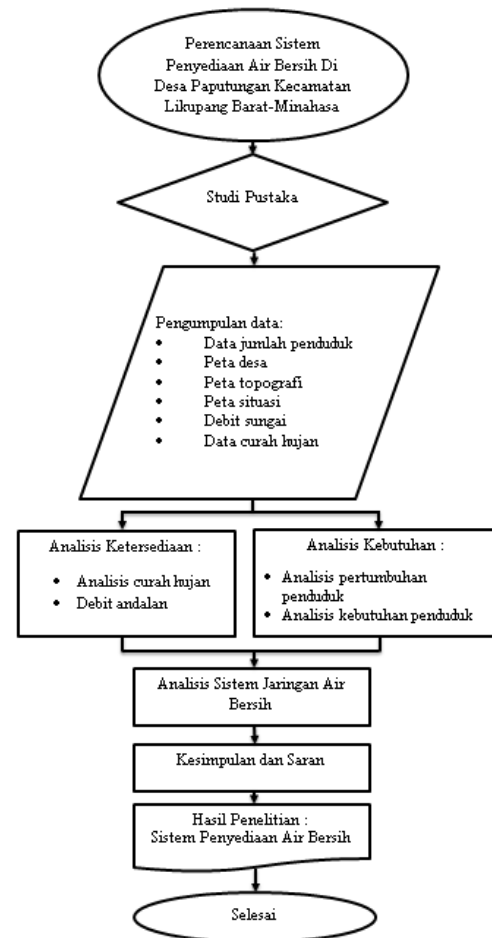 Perencanaan Sistem
Penyediaan Air Bersih Di
Desa Paputungan Kecamatan
Likupang Barat-Minahasa
Studi Pustaka
Pengumpulan data:
• Data jumlah penduduk
• Peta desa
• Peta topografi
• Peta situasi
• Debit sungai
• Data curah hujan
Analisis Ketersediaan :
• Analisis curah hujan
• Debit andalan
Analisis Kebutuhan :
• Analisis pertumbuhan
penduduk
• Analisis kebutuhan penduduk
Analisis Sistem Jaringan Air
Bersih
Kesimpulan dan Saran
Hasil Penelitian :
Sistem Penyediaan Air Bersih
Selesai